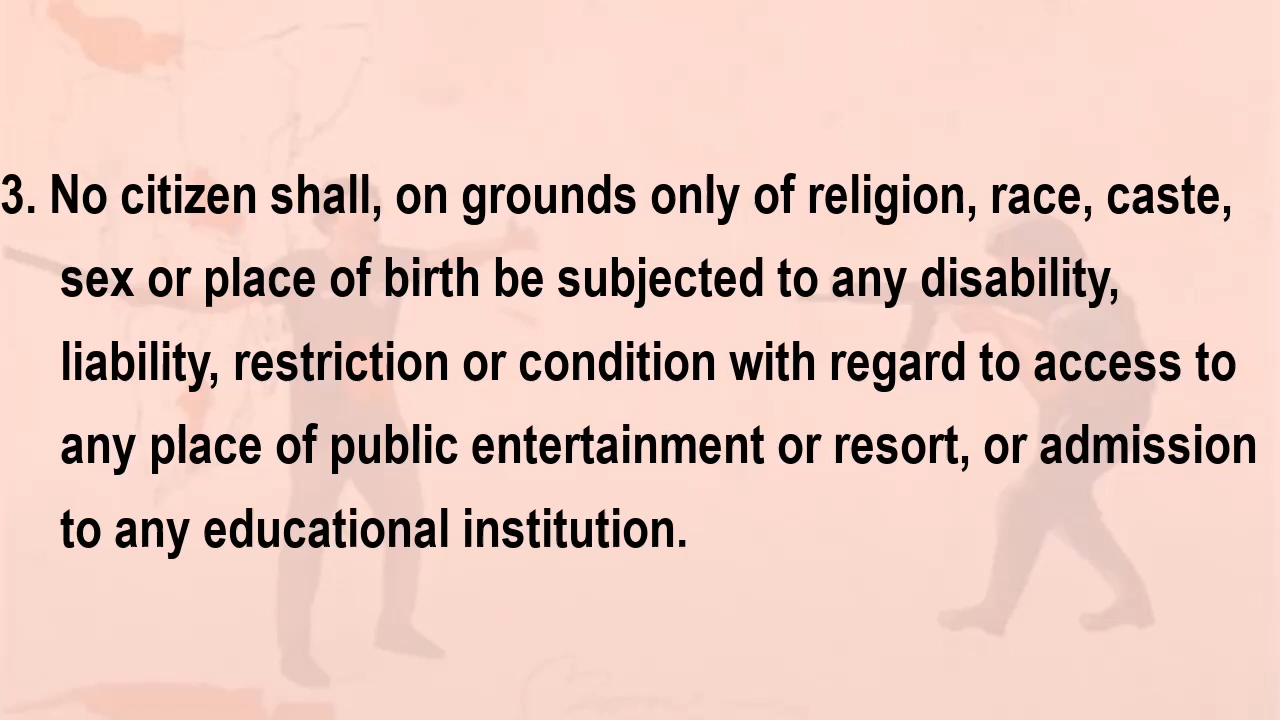 3. No citizen shall, on grounds only of religion, race, caste,
sex or place of birth be subjected to any disability,
liability, restriction or condition with regard to access to
any place of public entertainment or resort, or admission
to any educational institution.